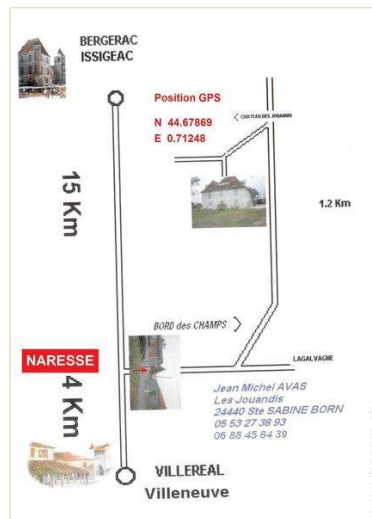 BERGERAC
ISSIGEAC
Position GPS
N 44.67869
E 0.71248
CHATEAU DES JOUANDIS
15 Km
1.2 Km
BORD des CHAMPS
NARESSE
LAGALVAGNE
4 Km
Jean Michel AVAS
Les Jouandis
24440 Ste SABINE BORN
05 53 27 38 93
06 88 45 84 39
VILLEREAL
Villeneuve